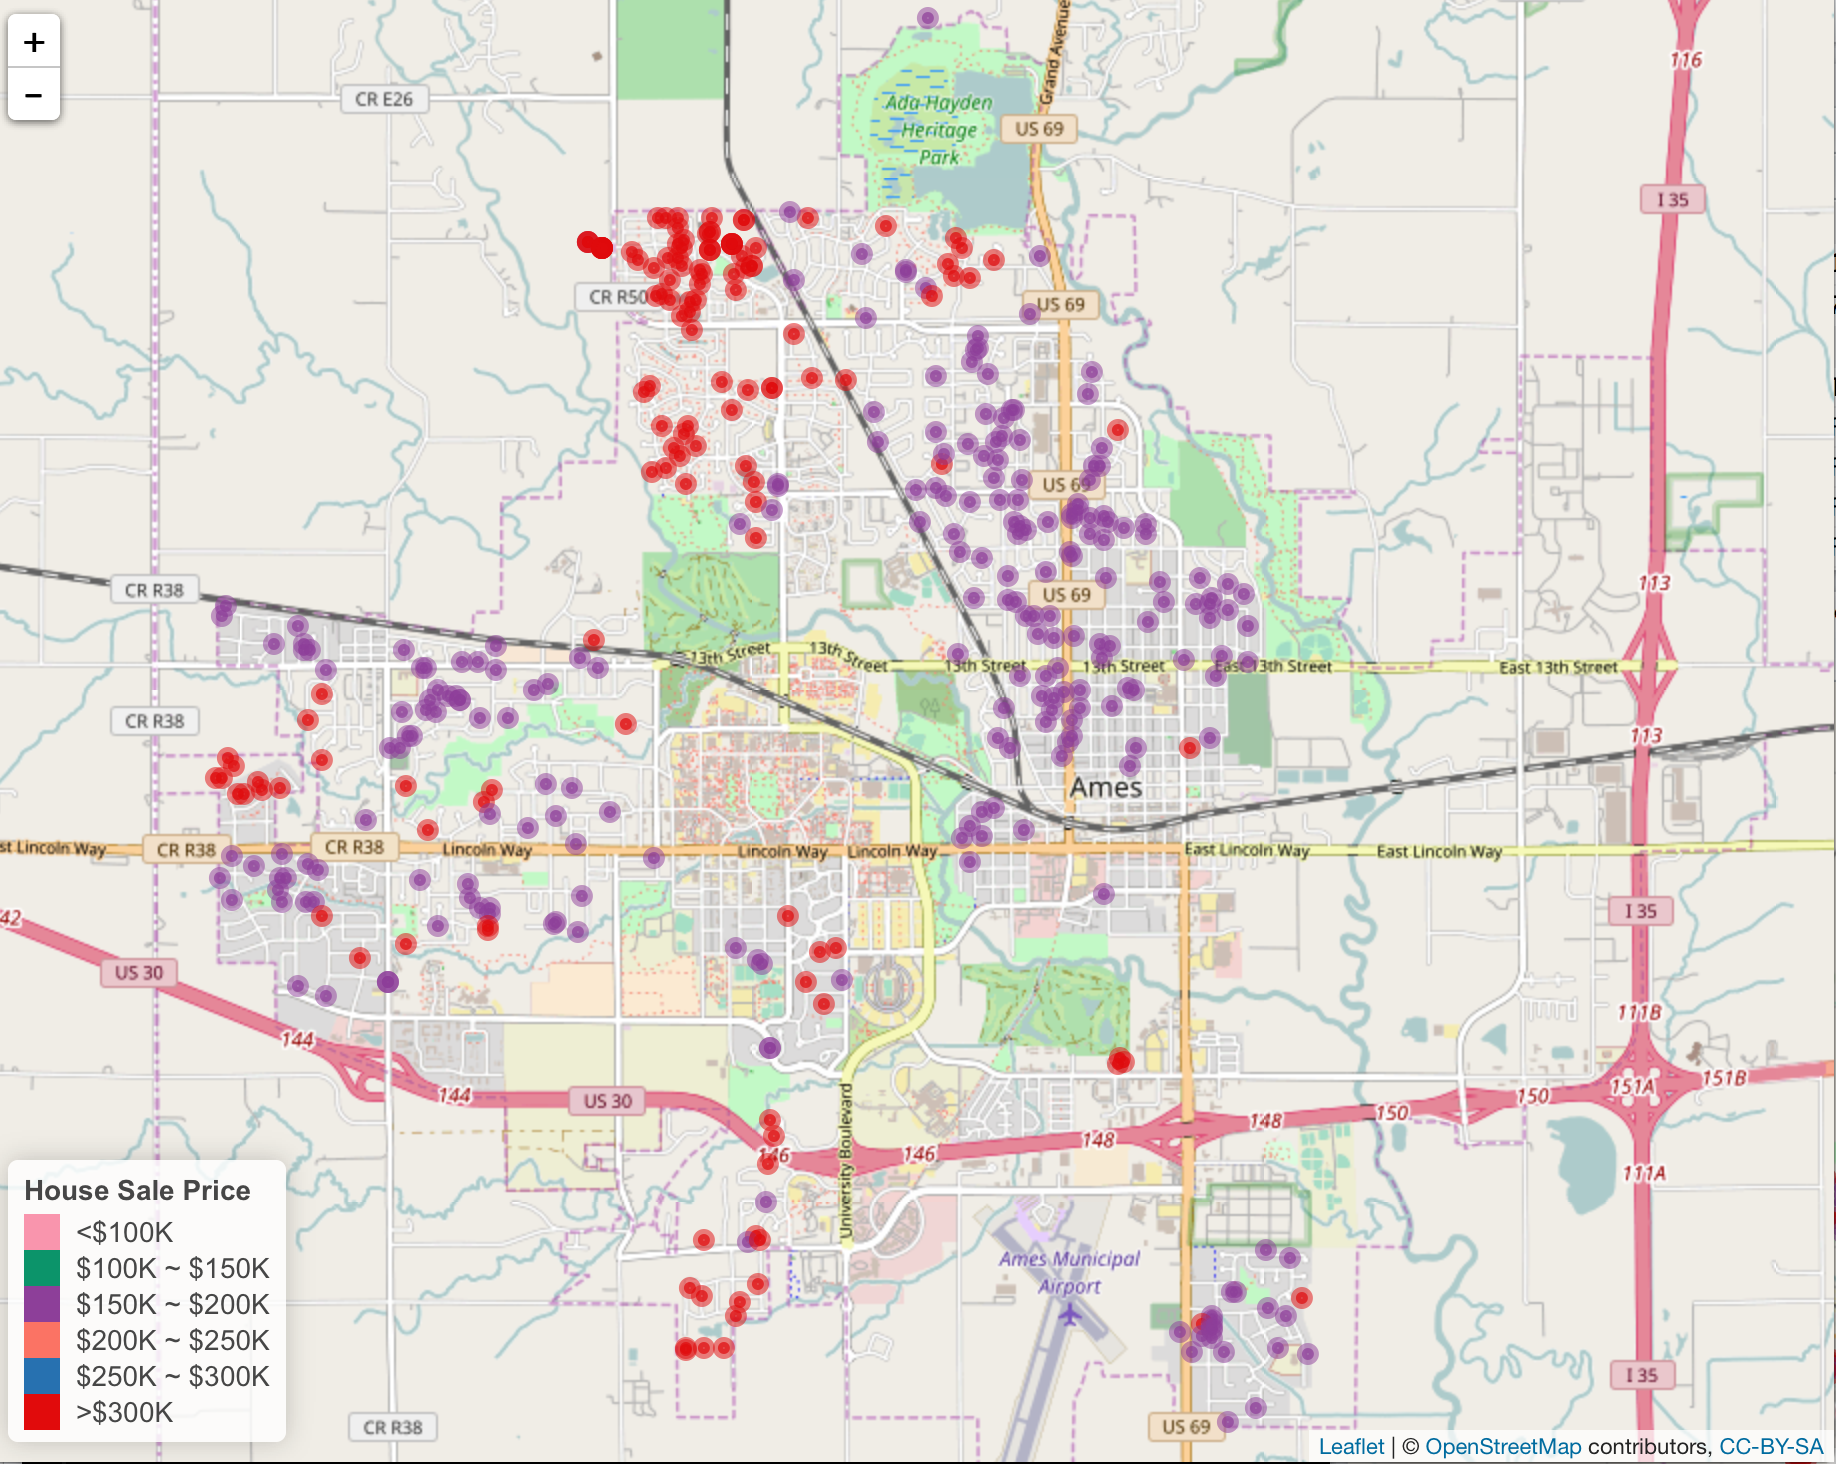 +
−
116
CR E26
Grand Avenue
Ada Hayden
Heritage
Park
US 69
I 35
CR R50
US 69
US 69
113
CR R38
US 69
13th Street
13th Street
13th Street
13th Street
East 13th Street
East 13th Street
CR R38
113
Ames
st Lincoln Way
CR R38
CR R38
Lincoln Way
Lincoln Way
Lincoln Way
East Lincoln Way
East Lincoln Way
42
I 35
US 30
111B
144
151A
151B
144
US 30
University Boulevard
148
148
150
150
146
146
111A
Ames Municipal
Airport
House Sale Price
<$100K
$100K ~ $150K
$150K ~ $200K
$200K ~ $250K
$250K ~ $300K
>$300K
I 35
CR R38
US 69
Leaflet | © OpenStreetMap contributors, CC-BY-SA